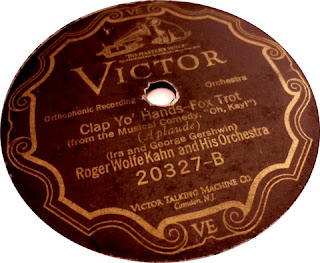 "HIS MASTER'S VOICE"
VICTOR
Orthophonic Recording Orchestra
Clap Yo' Hands-Fox Trot
(from the Musical Comedy, "Oh, Kay!")
(Aplaude)
(Ira and George Gershwin)
Roger Wolfe Kahn and His Orchestra
20327-B
VICTOR TALKING MACHINE CO.
Camden, N.J.
VE
VE